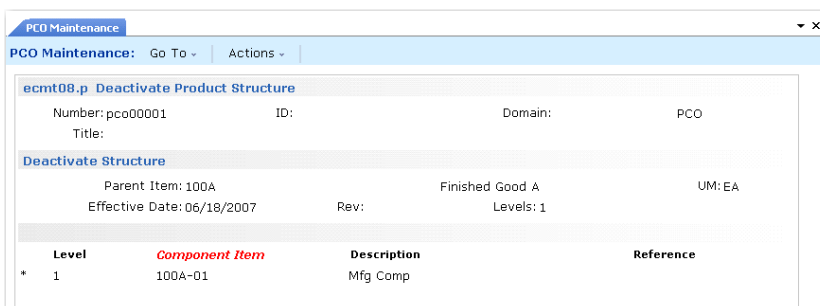 PCO Maintenance
PCO Maintenance: Go To Actions
ecmt08.p Deactivate Product Structure
Number: pco00001 ID: Domain: PCO
Title:
Deactivate Structure
Parent Item: 100A Finished Good A UM: EA
Effective Date: 06/18/2007 Rev: Levels: 1
Level Component Item Description Reference
* 1 100A-01 Mfg Comp